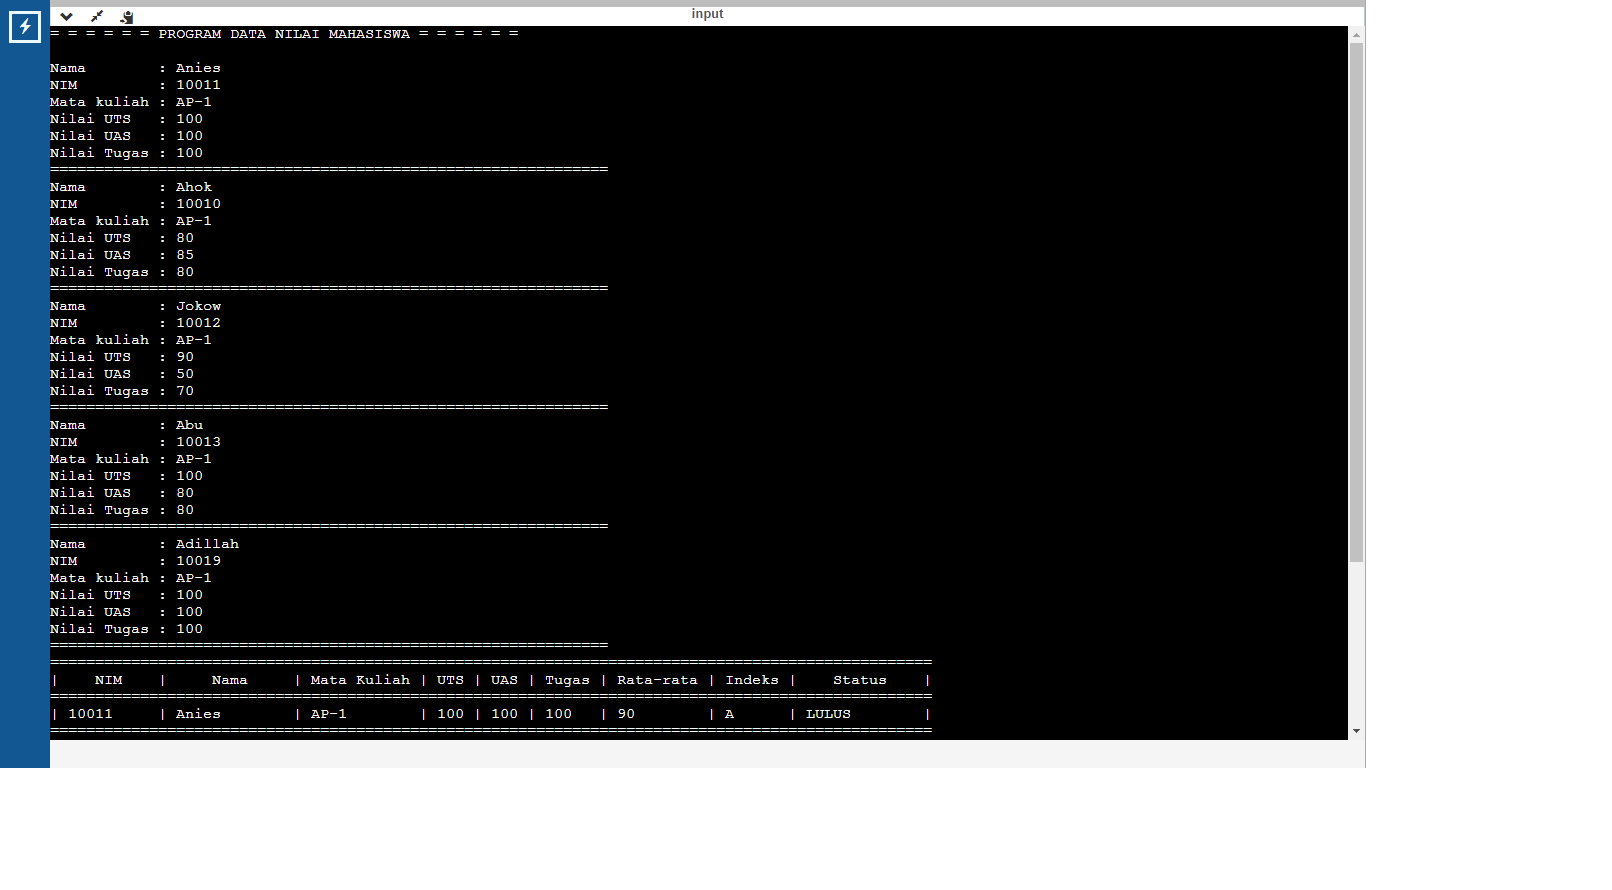 input
= = = = = = PROGRAM DATA NILAI MAHASISWA = = = = = =
Nama        : Anies
NIM         : 10011
Mata kuliah : AP-1
Nilai UTS   : 100
Nilai UAS   : 100
Nilai Tugas : 100
==============================================================
Nama        : Ahok
NIM         : 10010
Mata kuliah : AP-1
Nilai UTS   : 80
Nilai UAS   : 85
Nilai Tugas : 80
==============================================================
Nama        : Jokow
NIM         : 10012
Mata kuliah : AP-1
Nilai UTS   : 90
Nilai UAS   : 50
Nilai Tugas : 70
==============================================================
Nama        : Abu
NIM         : 10013
Mata kuliah : AP-1
Nilai UTS   : 100
Nilai UAS   : 80
Nilai Tugas : 80
==============================================================
Nama        : Adillah
NIM         : 10019
Mata kuliah : AP-1
Nilai UTS   : 100
Nilai UAS   : 100
Nilai Tugas : 100
==============================================================
==================================================================================================
|    NIM    |     Nama     | Mata Kuliah | UTS | UAS | Tugas | Rata-rata | Indeks |    Status    |
==================================================================================================
| 10011     | Anies        | AP-1        | 100 | 100 | 100   | 90        | A      | LULUS        |
==================================================================================================